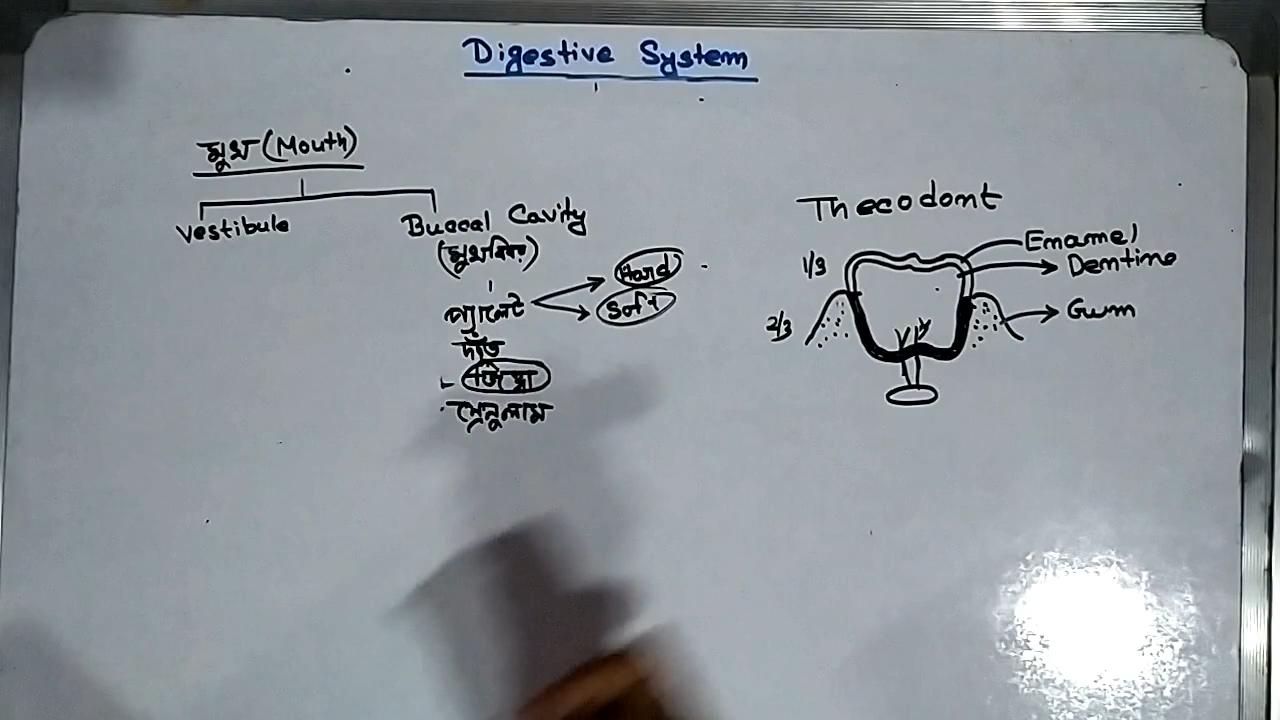 Digestive System
মুখ (Mouth)
Vestibule
Buccal Cavity
(মুখবিবর)
প্যালেট
Hard
Soft
দাঁত
জিহ্বা
ফ্রেনুলাম
Thecodont
1/3
2/3
Enamel
Dentine
Gum